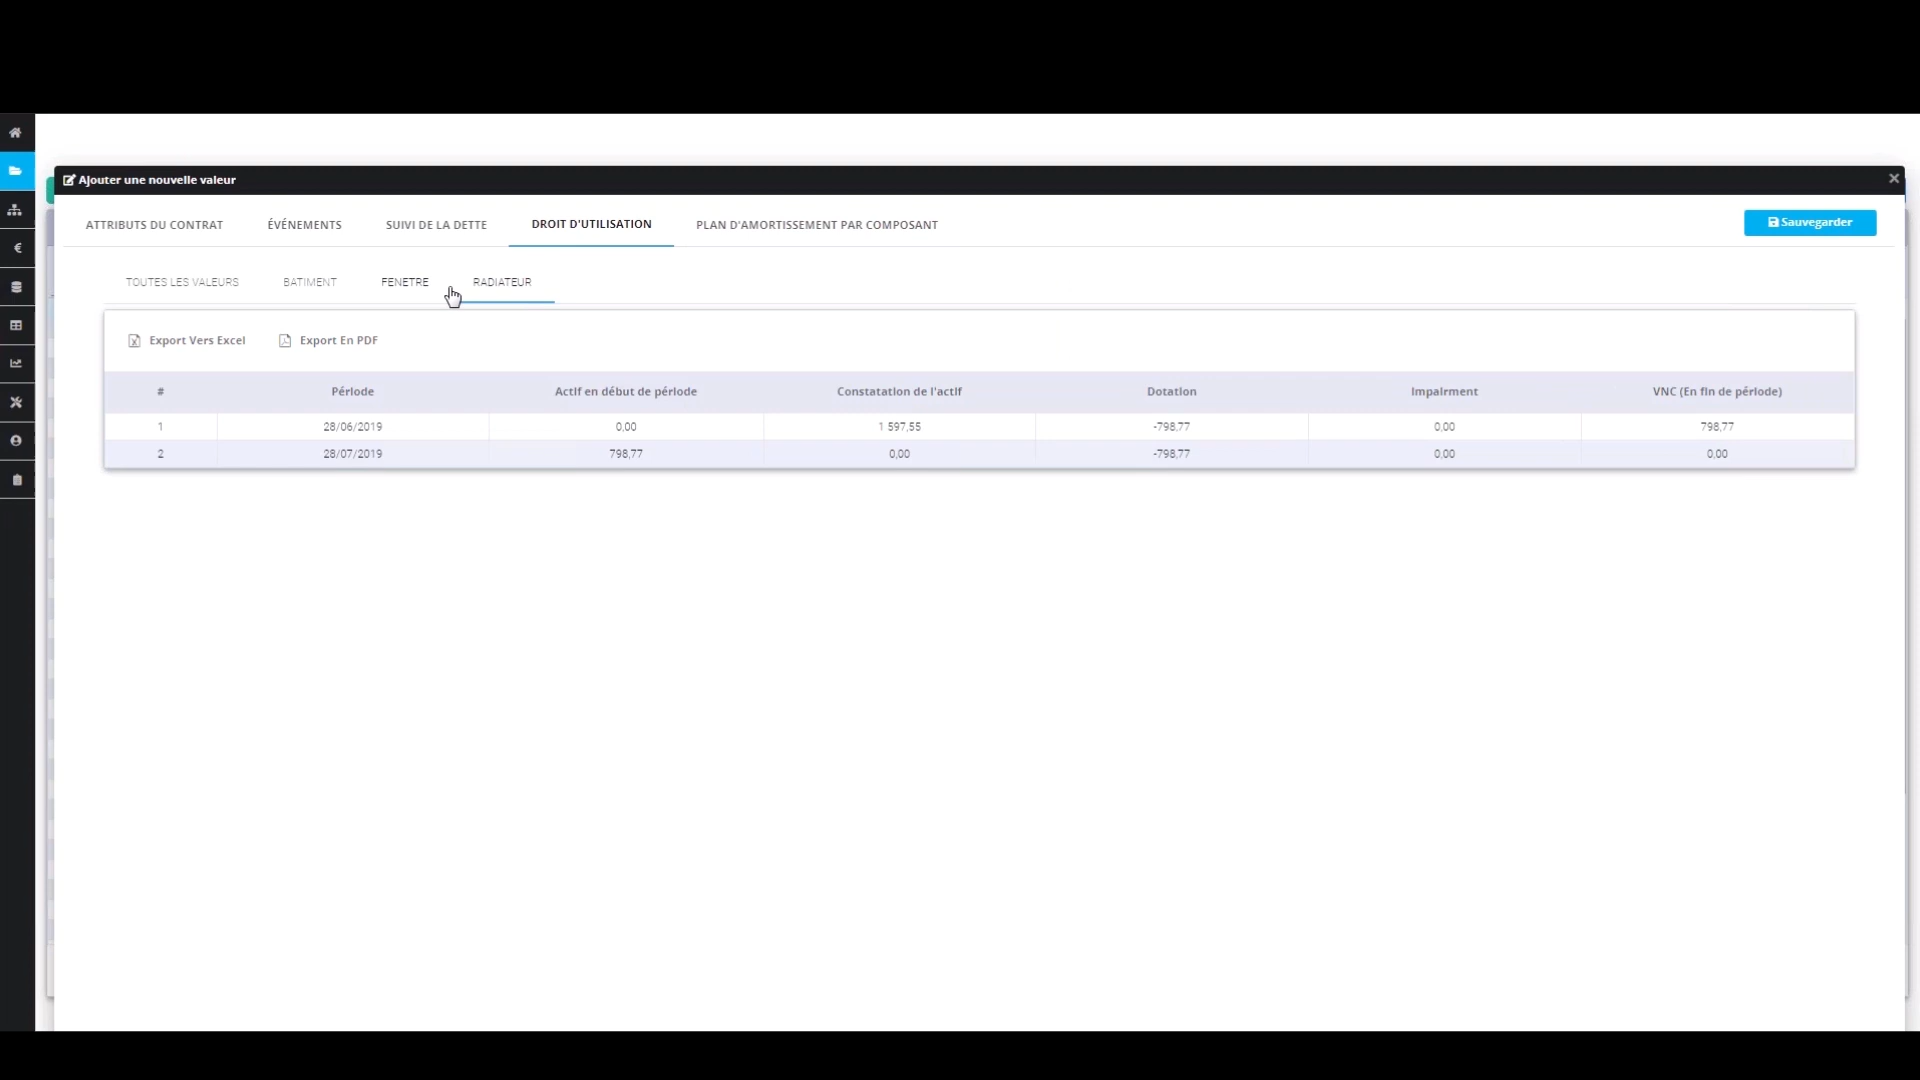 Ajouter une nouvelle valeur
ATTRIBUTS DU CONTRAT ÉVÉNEMENTS SUIVI DE LA DETTE DROIT D'UTILISATION PLAN D'AMORTISSEMENT PAR COMPOSANT Sauvegarder
TOUTES LES VALEURS BATIMENT FENETRE RADIATEUR
Export Vers Excel Export En PDF
# Période Actif en début de période Constatation de l'actif Dotation Impairment VNC (En fin de période)
1 28/06/2019 0,00 1 597,55 -798,77 0,00 798,77
2 28/07/2019 798,77 0,00 -798,77 0,00 0,00